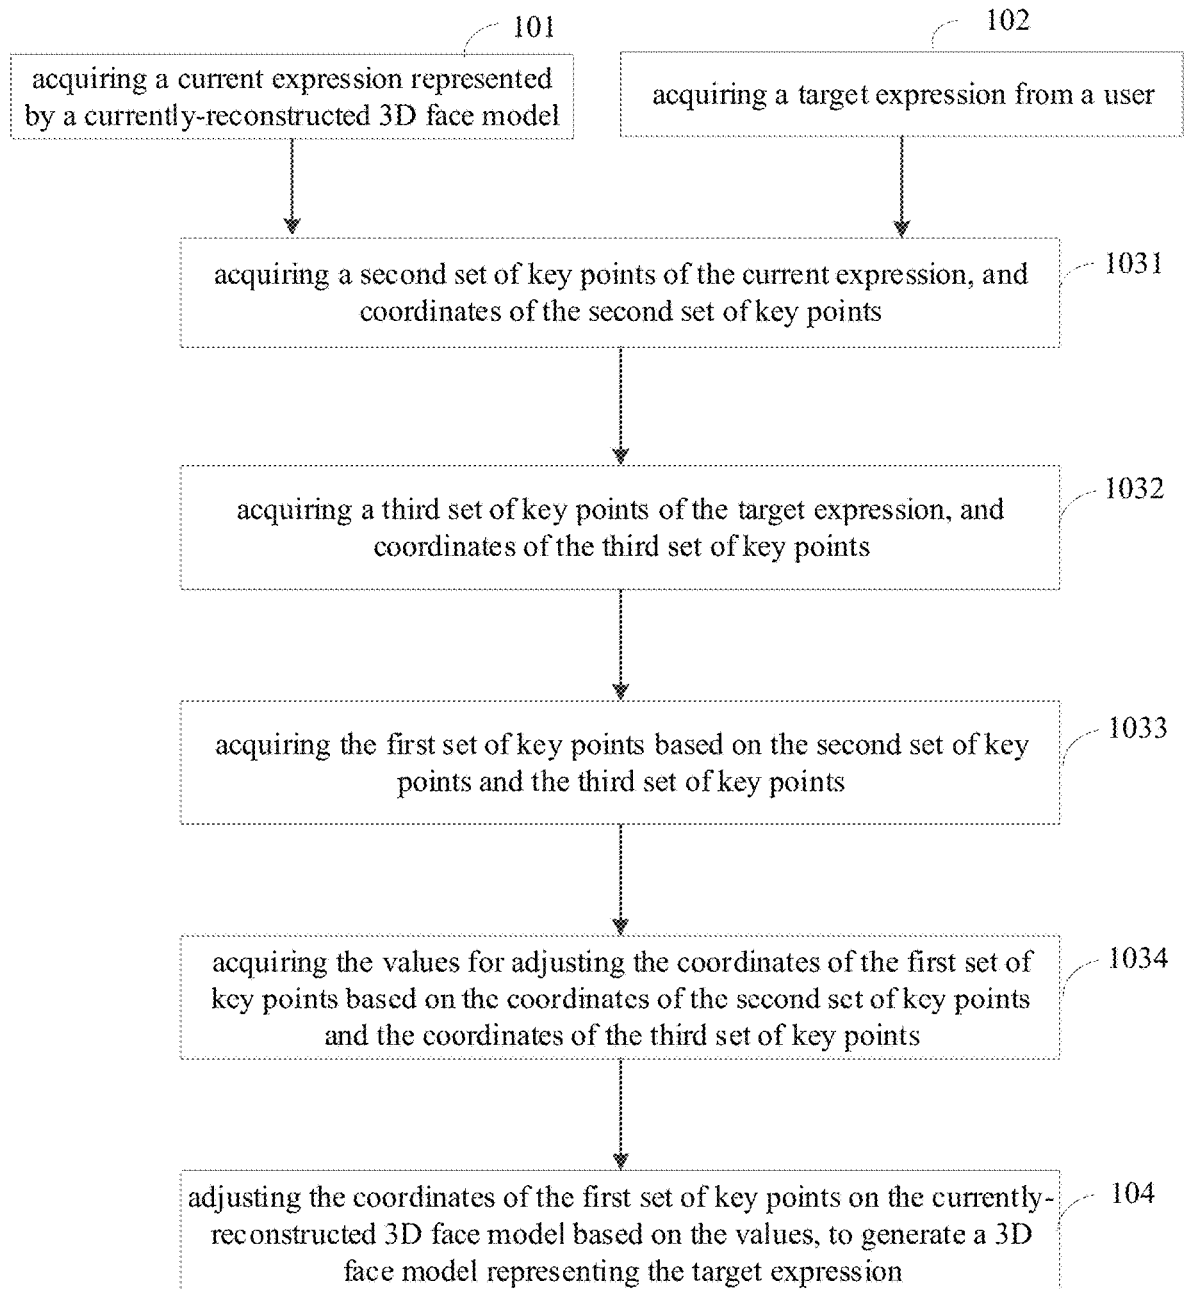 101
102
acquiring a current expression represented
by a currently-reconstructed 3D face model
acquiring a target expression from a user
1031
acquiring a second set of key points of the current expression, and
coordinates of the second set of key points
1032
acquiring a third set of key points of the target expression, and
coordinates of the third set of key points
1033
acquiring the first set of key points based on the second set of key
points and the third set of key points
1034
acquiring the values for adjusting the coordinates of the first set of
key points based on the coordinates of the second set of key points
and the coordinates of the third set of key points
104
adjusting the coordinates of the first set of key points on the currently-
reconstructed 3D face model based on the values, to generate a 3D
face model representing the target expression